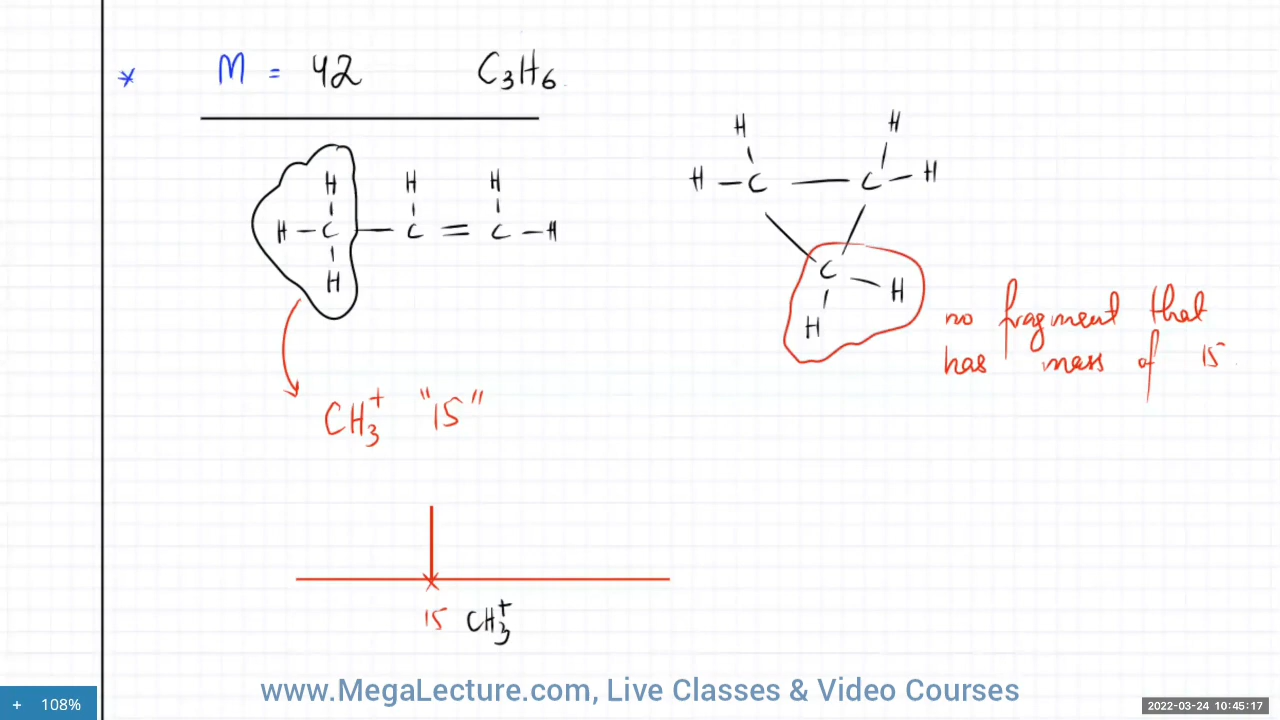 * M = 42 C₃H₆
H H H
H – C – C = C – H
H
CH₃⁺ "15"
15 CH₃⁺
H H
H – C – C – H
C H
H
no fragment that
has mass of 15
www.MegaLecture.com, Live Classes & Video Courses
+ 108%
2022-03-24 10:45:17